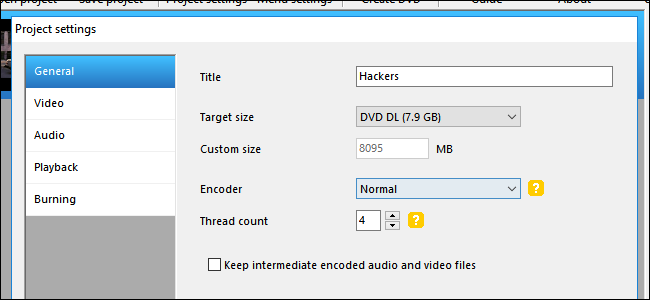 project Save project Project settings Menu settings Create DVD Guide About
Project settings
General
Video
Audio
Playback
Burning
Title Hackers
Target size DVD DL (7.9 GB)
Custom size 8095 MB
Encoder Normal ?
Thread count 4 ?
Keep intermediate encoded audio and video files